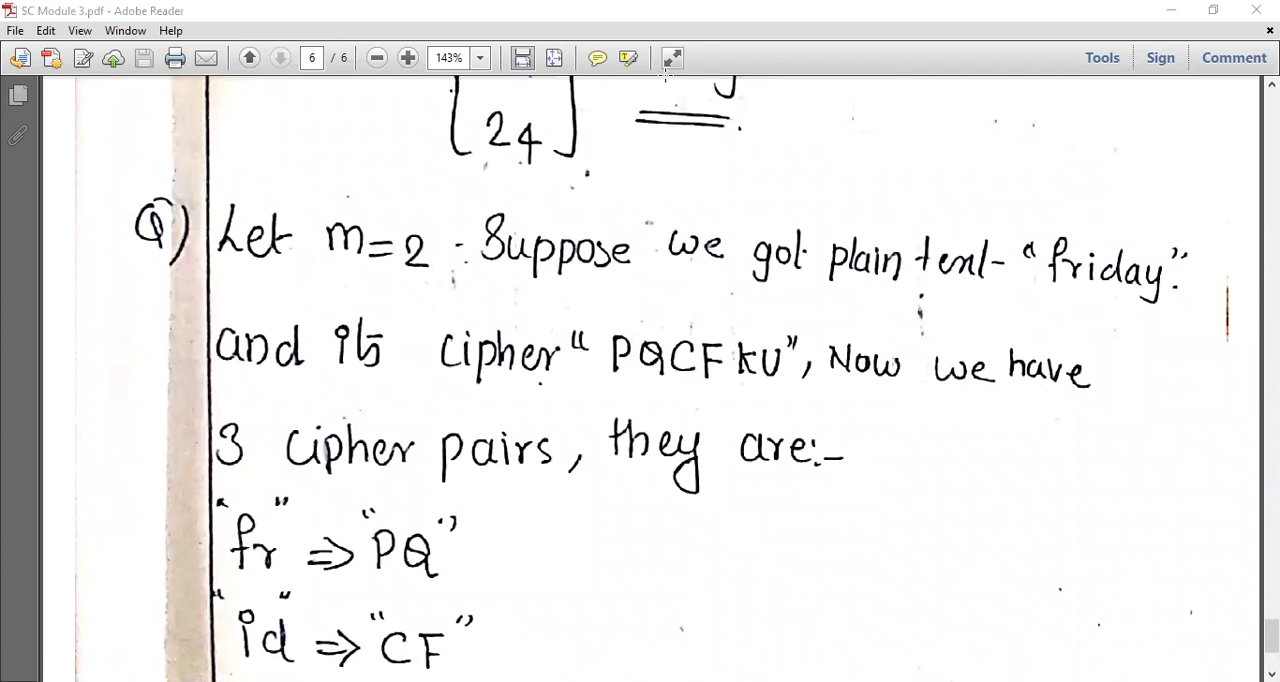 SC Module 3.pdf - Adobe Reader
File Edit View Window Help
6 / 6 143% Tools Sign Comment
24
Q) Let m=2. Suppose we got plain text- "friday".
and its cipher "PQCFKU", Now we have
3 cipher pairs, they are:-
"fr" => "PQ"
"id" => "CF"